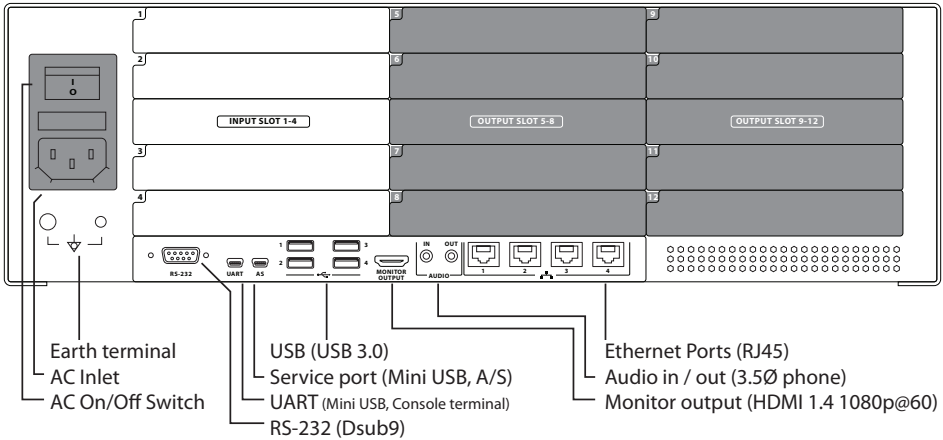 1
5
9
2
6
10
I
O
INPUT SLOT 1-4
OUTPUT SLOT 5-8
OUTPUT SLOT 9-12
3
7
11
4
8
12
RS-232
UART
AS
1
2
3
4
MONITOR
OUTPUT
IN
OUT
AUDIO
1
2
3
4
Earth terminal
AC Inlet
AC On/Off Switch
USB (USB 3.0)
Service port (Mini USB, A/S)
UART (Mini USB, Console terminal)
RS-232 (Dsub9)
Ethernet Ports (RJ45)
Audio in / out (3.5Ø phone)
Monitor output (HDMI 1.4 1080p@60)